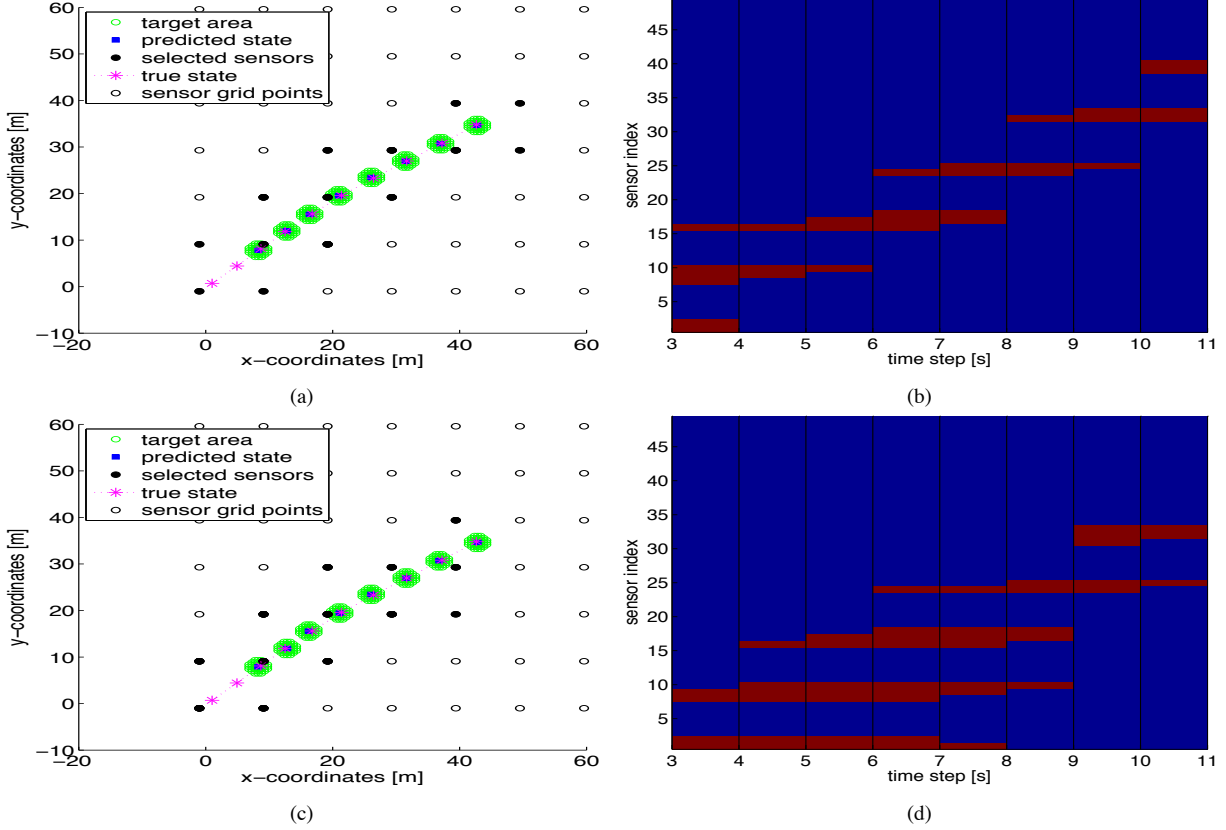 60
50
40
30
20
10
0
−10
−20
0
20
40
60
y−coordinates [m]
x−coordinates [m]
target area
predicted state
selected sensors
true state
sensor grid points
(a)
45
40
35
30
25
20
15
10
5
3 4 5 6 7 8 9 10 11
sensor index
time step [s]
(b)
60
50
40
30
20
10
0
−10
−20
0
20
40
60
y−coordinates [m]
x−coordinates [m]
target area
predicted state
selected sensors
true state
sensor grid points
(c)
45
40
35
30
25
20
15
10
5
3 4 5 6 7 8 9 10 11
sensor index
time step [s]
(d)